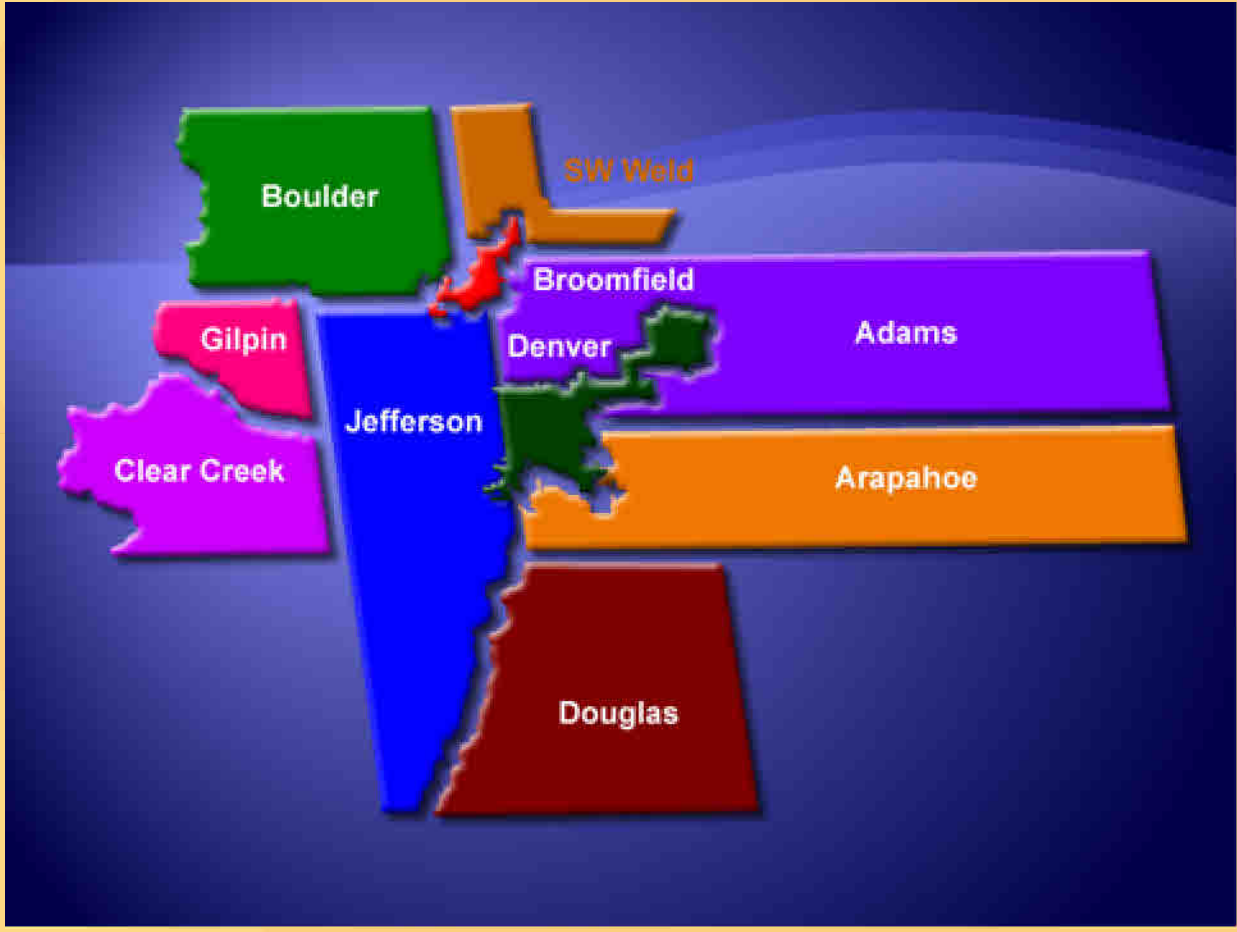 SW Weld
Boulder
Broomfield
Gilpin
Denver
Adams
Jefferson
Clear Creek
Arapahoe
Douglas